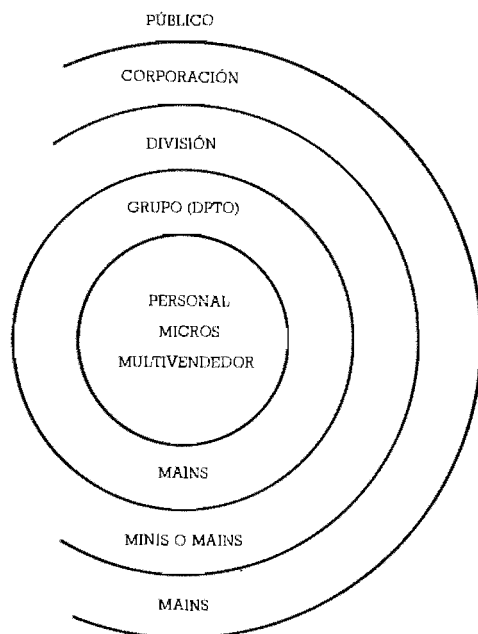 PÚBLICO
CORPORACIÓN
DIVISIÓN
GRUPO (DPTO)
PERSONAL
MICROS
MULTIVENDEDOR
MAINS
MINIS O MAINS
MAINS